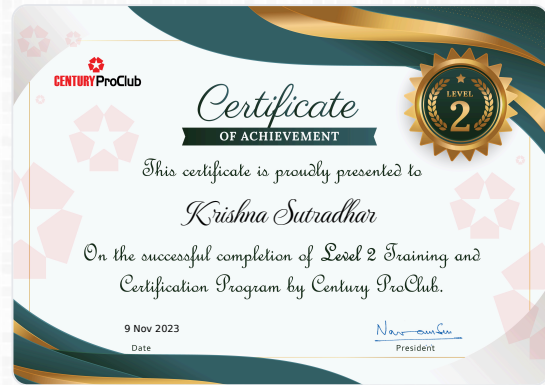 CENTURY ProClub
Certificate
OF ACHIEVEMENT
LEVEL
2
This certificate is proudly presented to
Krishna Sutradhar
On the successful completion of Level 2 Training and
Certification Program by Century ProClub.
9 Nov 2023
Date
President